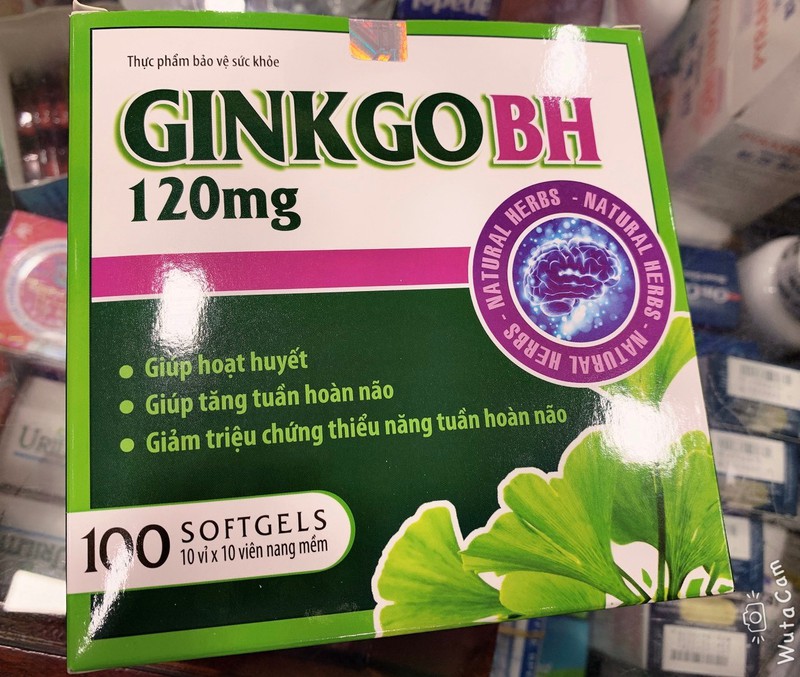 Thực phẩm bảo vệ sức khỏe
GINKGO BH
120mg
NATURAL HERBS - NATURAL HERBS - NATURAL HERBS -
Giúp hoạt huyết
Giúp tăng tuần hoàn não
Giảm triệu chứng thiểu năng tuần hoàn não
100 SOFTGELS
10 vỉ x 10 viên nang mềm
WutaCam